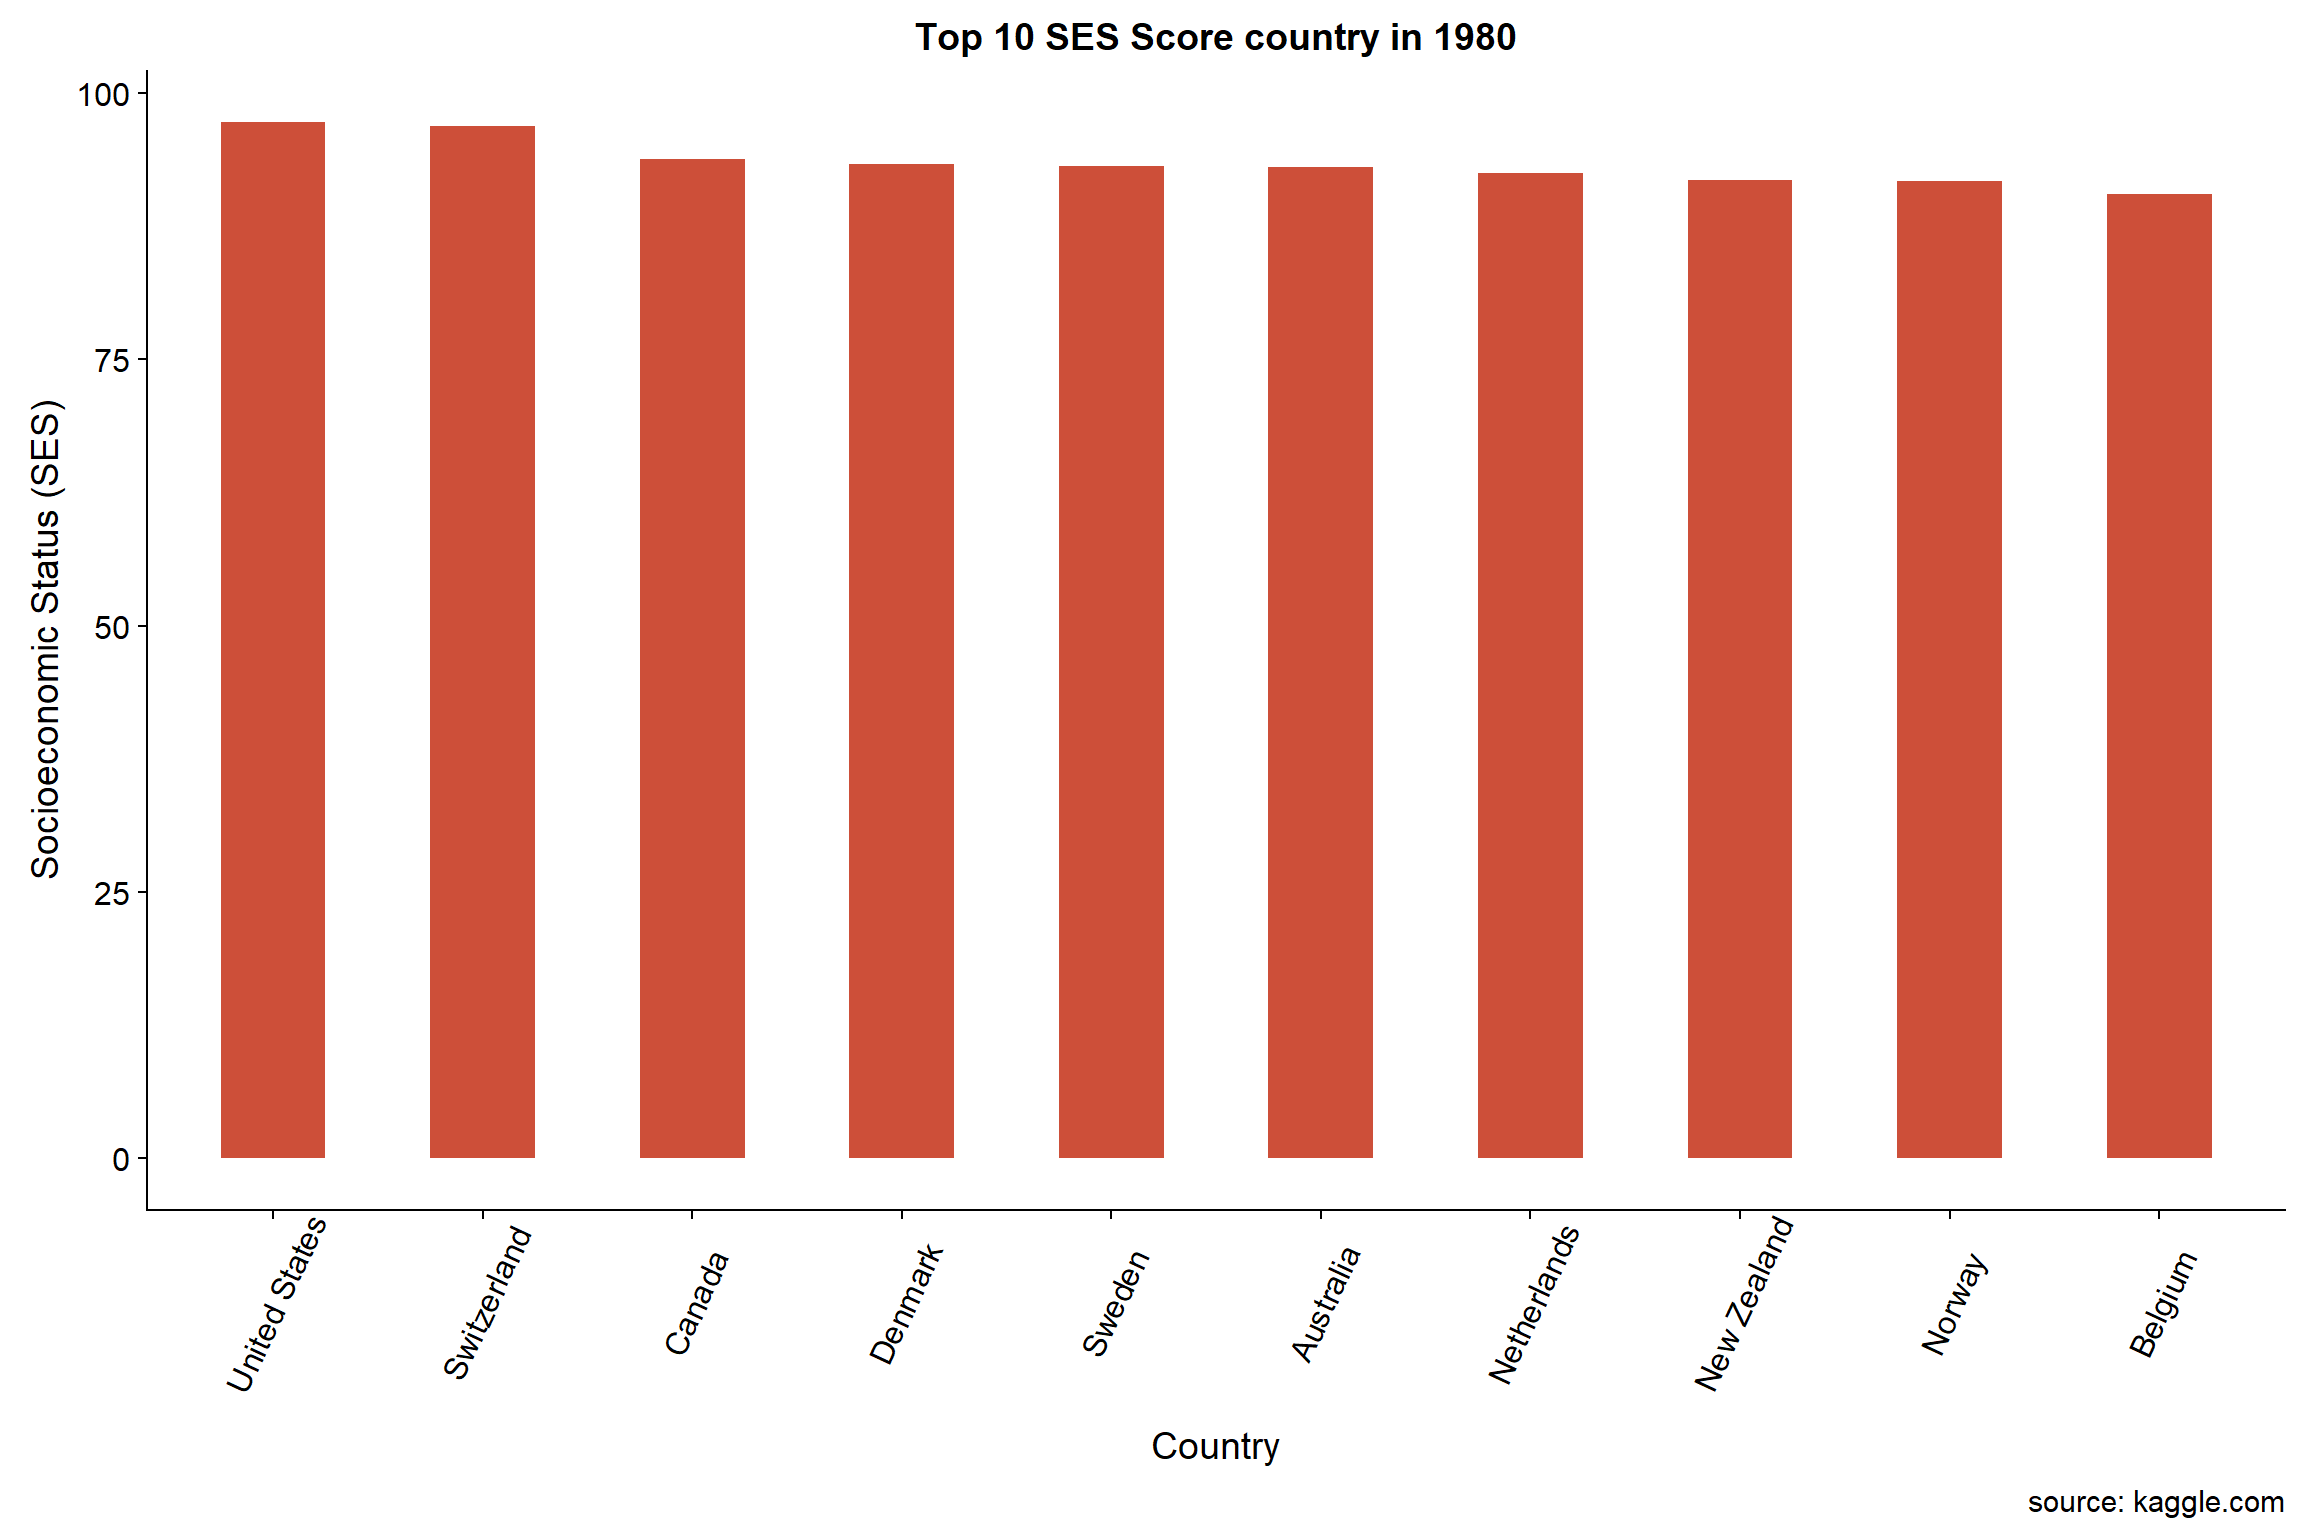 Top 10 SES Score country in 1980
Socioeconomic Status (SES)
100
75
50
25
0
United States
Switzerland
Canada
Denmark
Sweden
Australia
Netherlands
New Zealand
Norway
Belgium
Country
source: kaggle.com